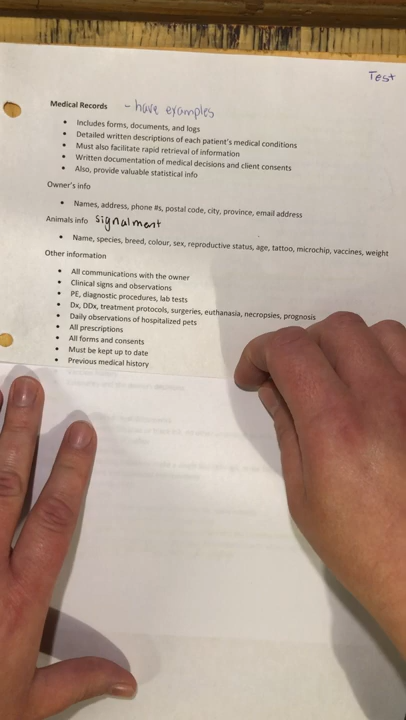 Test
Medical Records - have examples
• Includes forms, documents, and logs
• Detailed written descriptions of each patient's medical conditions
• Must also facilitate rapid retrieval of information
• Written documentation of medical decisions and client consents
• Also, provide valuable statistical info
Owner's info
• Names, address, phone #s, postal code, city, province, email address
Animals info signalment
• Name, species, breed, colour, sex, reproductive status, age, tattoo, microchip, vaccines, weight
Other information
• All communications with the owner
• Clinical signs and observations
• PE, diagnostic procedures, lab tests
• Dx, DDx, treatment protocols, surgeries, euthanasia, necropsies, prognosis
• Daily observations of hospitalized pets
• All prescriptions
• All forms and consents
• Must be kept up to date
• Previous medical history